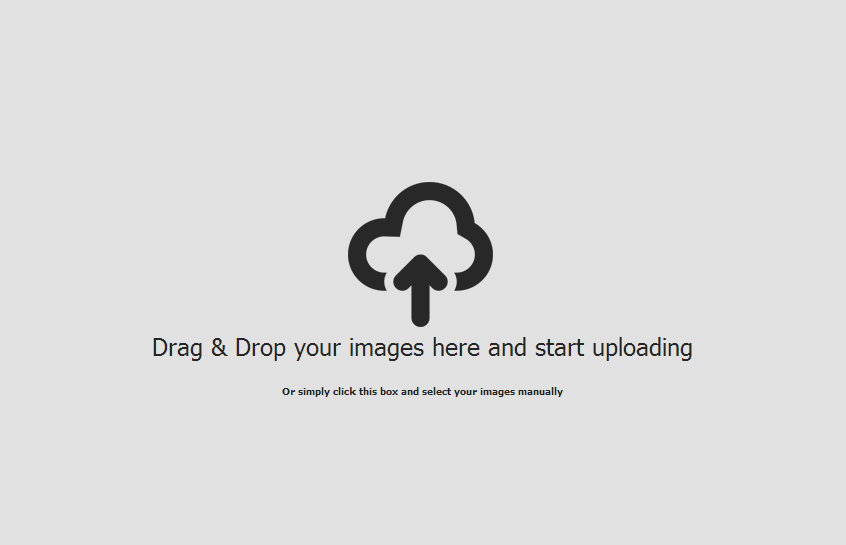 Drag & Drop your images here and start uploading
Or simply click this box and select your images manually